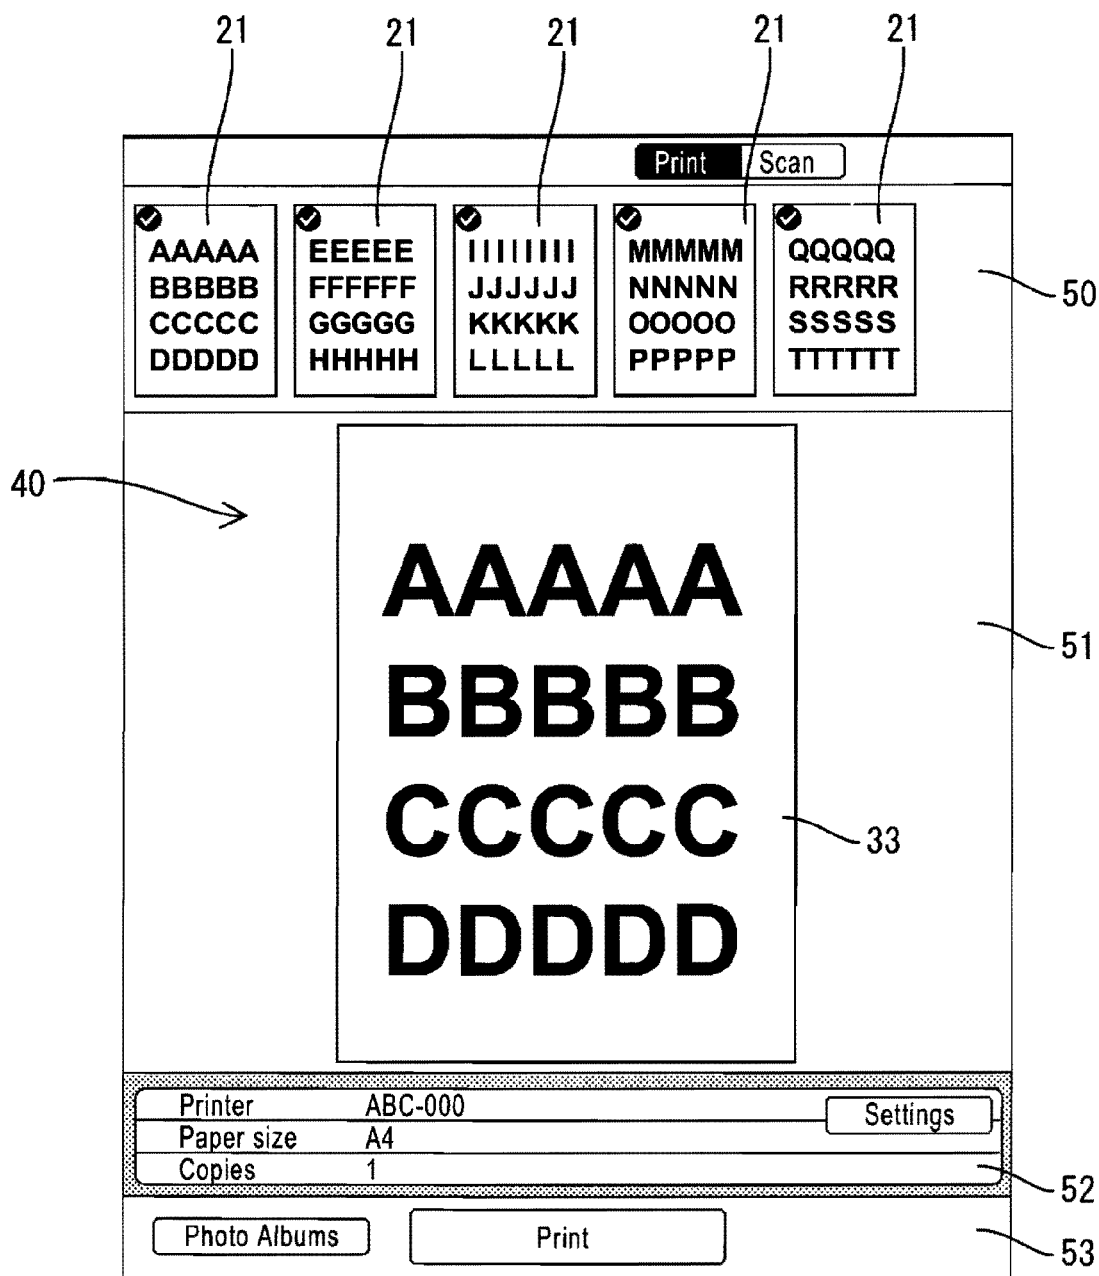 21 21 21 21 21
Print Scan
AAAAA EEEEE IIIIIIII MMMMM QQQQQ
BBBBB FFFFFF JJJJJJ NNNNN RRRRR
50
CCCCC GGGGG KKKKK OOOOO SSSSS
DDDDD HHHHH LLLLL PPPPP TTTTTT
40
AAAAA
51
BBBBB
CCCCC
33
DDDDD
Printer ABC-000
Settings
Paper size A4
Copies 1
52
Photo Albums Print
53